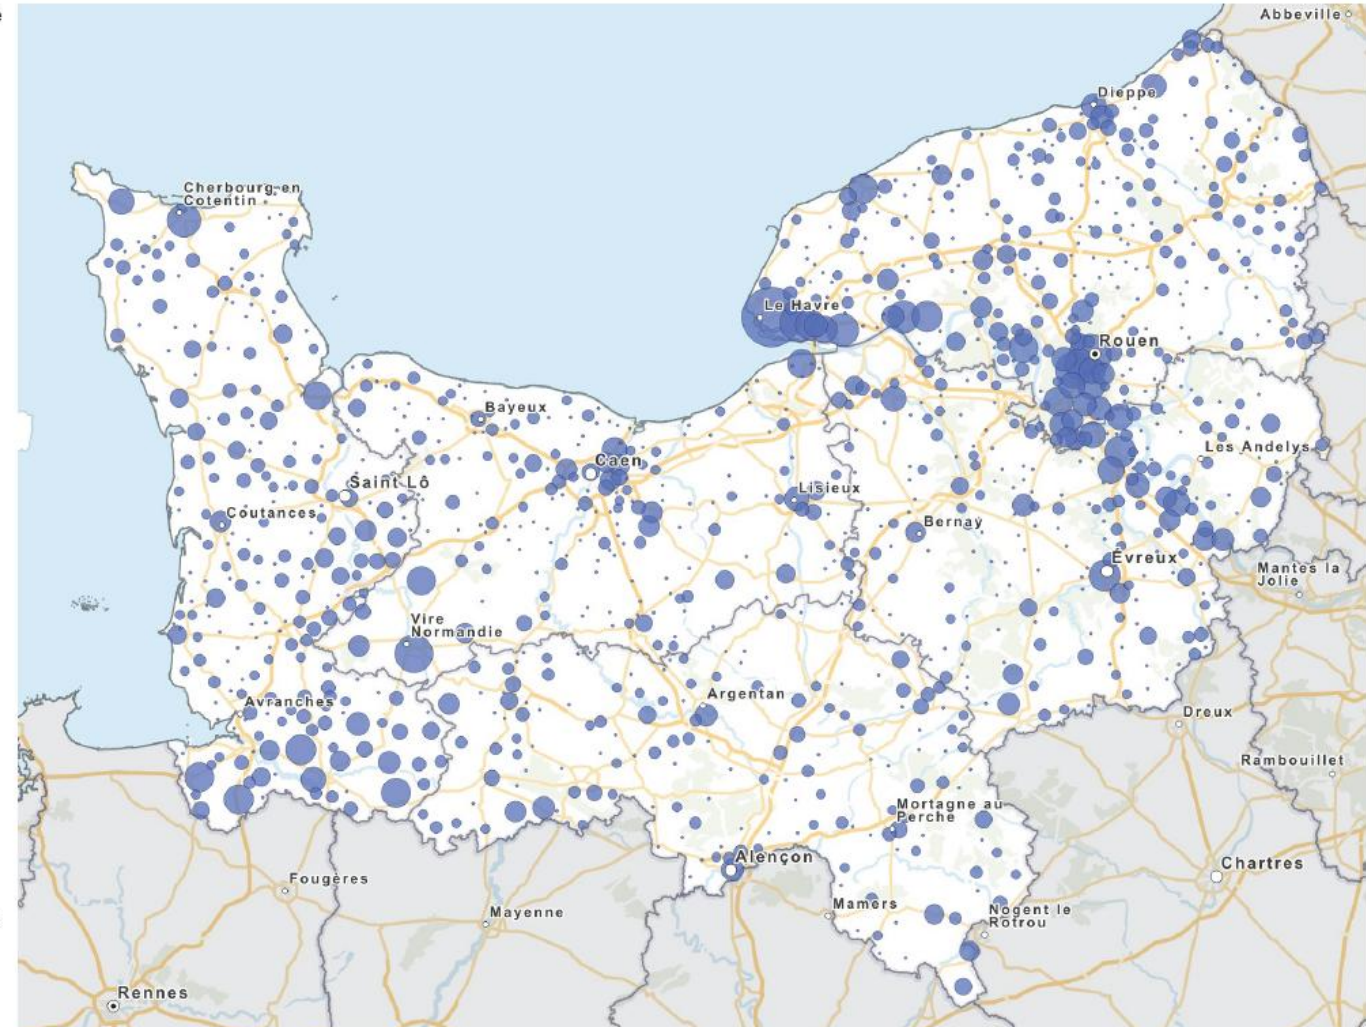 Abbeville
Dieppe
Cherbourg en
Cotentin
Le Havre
Rouen
Bayeux
Caen
Les Andelys
Saint Lô
Lisieux
Coutances
Bernay
Évreux
Mantes la
Jolie
Vire
Normandie
Argentan
Avranches
Dreux
Rambouillet
Mortagne au
Perche
Alençon
Chartres
Fougères
Mayenne
Mamers
Nogent le
Rotrou
Rennes